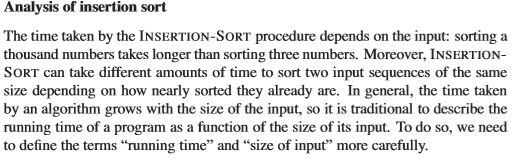 Analysis of insertion sort
The time taken by the INSERTION-SORT procedure depends on the input: sorting a
thousand numbers takes longer than sorting three numbers. Moreover, INSERTION-
SORT can take different amounts of time to sort two input sequences of the same
size depending on how nearly sorted they already are. In general, the time taken
by an algorithm grows with the size of the input, so it is traditional to describe the
running time of a program as a function of the size of its input. To do so, we need
to define the terms “running time” and “size of input” more carefully.